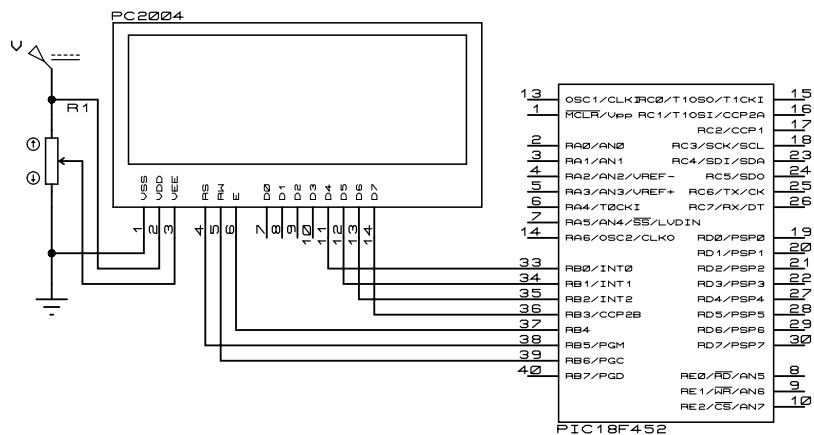 PC2004
V
R1
VSS
VDD
VEE
RS
RW
E
D0
D1
D2
D3
D4
D5
D6
D7
1
2
3
4
5
6
7
8
9
10
11
12
13
14
13 OSC1/CLKI RC0/T1OSO/T1CKI 15
1 MCLR/Vpp RC1/T1OSI/CCP2A 16
RC2/CCP1 17
2 RA0/AN0 RC3/SCK/SCL 18
3 RA1/AN1 RC4/SDI/SDA 23
4 RA2/AN2/VREF- RC5/SDO 24
5 RA3/AN3/VREF+ RC6/TX/CK 25
6 RA4/T0CKI RC7/RX/DT 26
7 RA5/AN4/SS/LVDIN
14 RA6/OSC2/CLKO RD0/PSP0 19
RD1/PSP1 20
33 RB0/INT0 RD2/PSP2 21
34 RB1/INT1 RD3/PSP3 22
35 RB2/INT2 RD4/PSP4 27
36 RB3/CCP2B RD5/PSP5 28
37 RB4 RD6/PSP6 29
38 RB5/PGM RD7/PSP7 30
39 RB6/PGC
40 RB7/PGD RE0/RD/AN5 8
RE1/WR/AN6 9
RE2/CS/AN7 10
PIC18F452